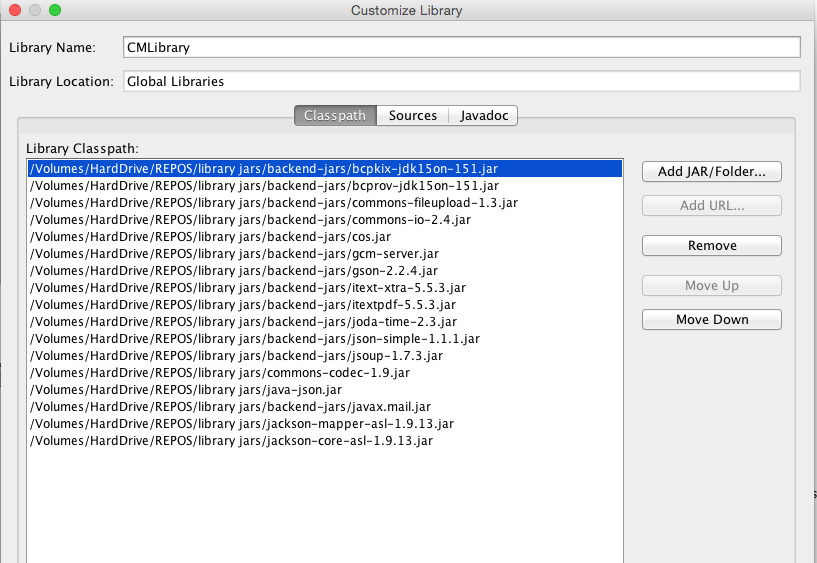 Customize Library
Library Name: CMLibrary
Library Location: Global Libraries
Classpath Sources Javadoc
Library Classpath:
/Volumes/HardDrive/REPOS/library jars/backend-jars/bcpkix-jdk15on-151.jar
/Volumes/HardDrive/REPOS/library jars/backend-jars/bcprov-jdk15on-151.jar
/Volumes/HardDrive/REPOS/library jars/backend-jars/commons-fileupload-1.3.jar
/Volumes/HardDrive/REPOS/library jars/backend-jars/commons-io-2.4.jar
/Volumes/HardDrive/REPOS/library jars/backend-jars/cos.jar
/Volumes/HardDrive/REPOS/library jars/backend-jars/gcm-server.jar
/Volumes/HardDrive/REPOS/library jars/backend-jars/gson-2.2.4.jar
/Volumes/HardDrive/REPOS/library jars/backend-jars/itext-xtra-5.5.3.jar
/Volumes/HardDrive/REPOS/library jars/backend-jars/itextpdf-5.5.3.jar
/Volumes/HardDrive/REPOS/library jars/backend-jars/joda-time-2.3.jar
/Volumes/HardDrive/REPOS/library jars/backend-jars/json-simple-1.1.1.jar
/Volumes/HardDrive/REPOS/library jars/backend-jars/jsoup-1.7.3.jar
/Volumes/HardDrive/REPOS/library jars/commons-codec-1.9.jar
/Volumes/HardDrive/REPOS/library jars/java-json.jar
/Volumes/HardDrive/REPOS/library jars/backend-jars/javax.mail.jar
/Volumes/HardDrive/REPOS/library jars/jackson-mapper-asl-1.9.13.jar
/Volumes/HardDrive/REPOS/library jars/jackson-core-asl-1.9.13.jar
Add JAR/Folder...
Add URL...
Remove
Move Up
Move Down